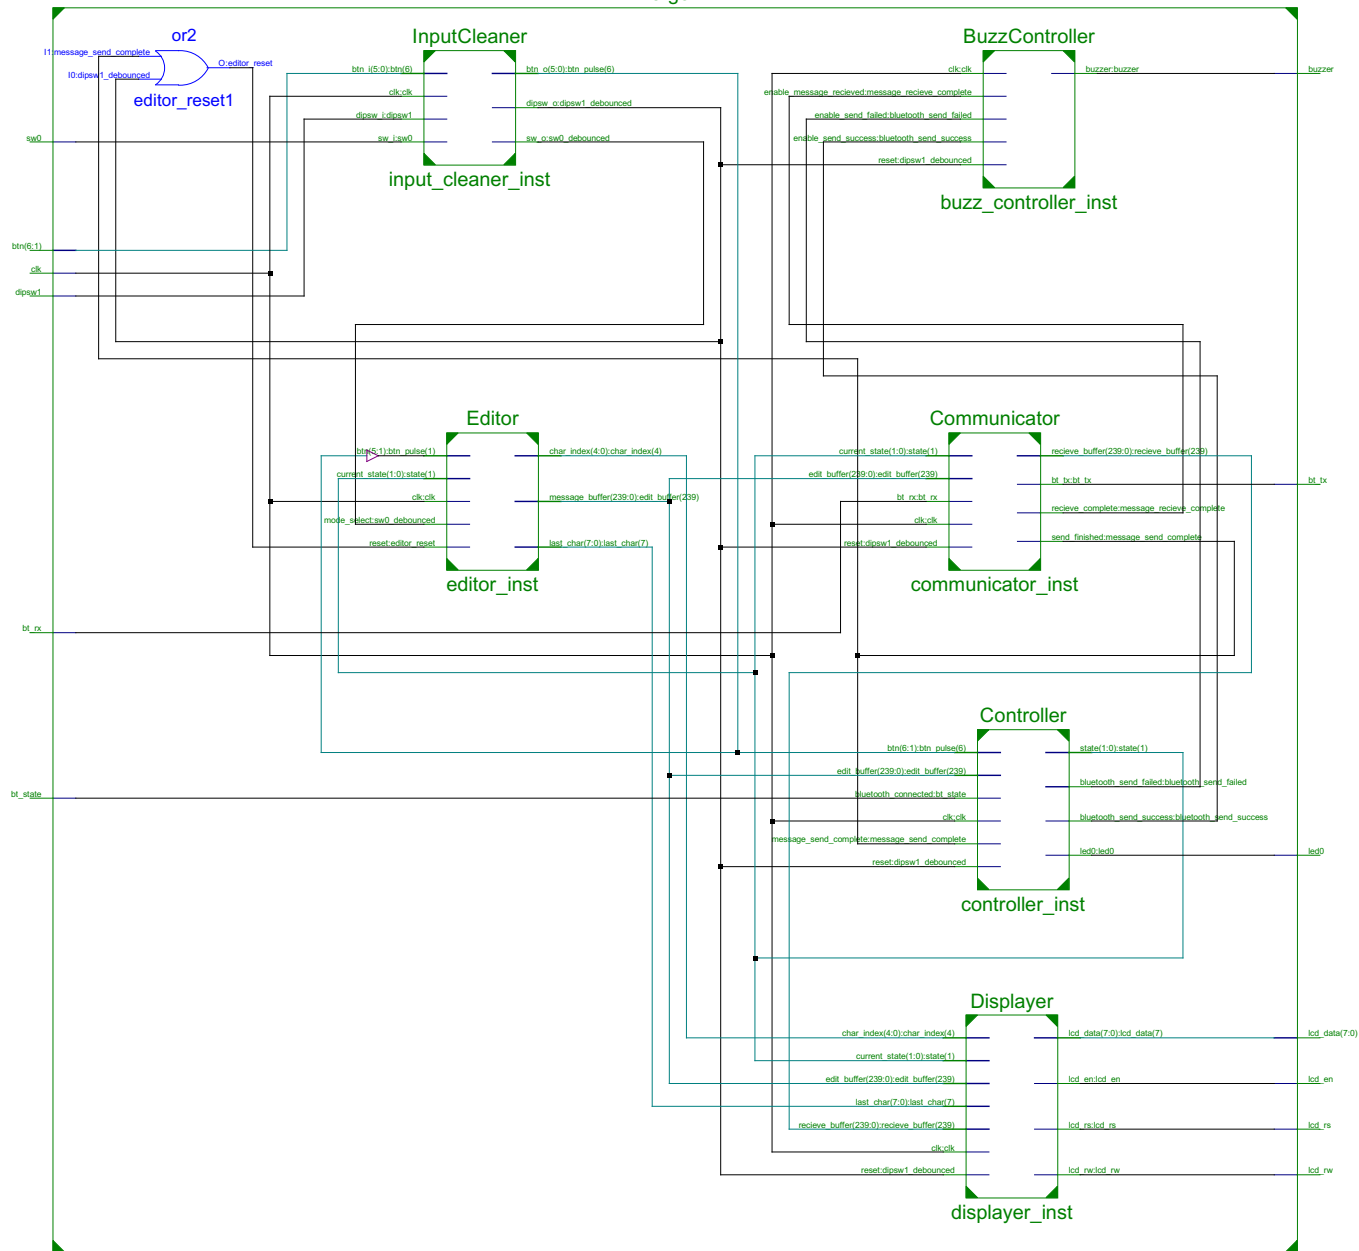 or2
I1:message_send_complete
I0:dipsw1_debounced
O:editor_reset
editor_reset1
InputCleaner
btn_i(5:0):btn(6)
clk:clk
dipsw_i:dipsw1
sw_i:sw0
btn_o(5:0):btn_pulse(6)
dipsw_o:dipsw1_debounced
sw_o:sw0_debounced
input_cleaner_inst
BuzzController
clk:clk
enable_message_recieved:message_recieve_complete
enable_send_failed:bluetooth_send_failed
enable_send_success:bluetooth_send_success
reset:dipsw1_debounced
buzzer:buzzer
buzz_controller_inst
buzzer
sw0
btn(6:1)
clk
dipsw1
Editor
btn(5:1):btn_pulse(1)
current_state(1:0):state(1)
clk:clk
mode_select:sw0_debounced
reset:editor_reset
char_index(4:0):char_index(4)
message_buffer(239:0):edit_buffer(239)
last_char(7:0):last_char(7)
editor_inst
Communicator
current_state(1:0):state(1)
edit_buffer(239:0):edit_buffer(239)
bt_rx:bt_rx
clk:clk
reset:dipsw1_debounced
recieve_buffer(239:0):recieve_buffer(239)
bt_tx:bt_tx
recieve_complete:message_recieve_complete
send_finished:message_send_complete
communicator_inst
bt_tx
bt_rx
Controller
btn(6:1):btn_pulse(6)
edit_buffer(239:0):edit_buffer(239)
bluetooth_connected:bt_state
clk:clk
message_send_complete:message_send_complete
reset:dipsw1_debounced
state(1:0):state(1)
bluetooth_send_failed:bluetooth_send_failed
bluetooth_send_success:bluetooth_send_success
led0:led0
controller_inst
bt_state
led0
Displayer
char_index(4:0):char_index(4)
current_state(1:0):state(1)
edit_buffer(239:0):edit_buffer(239)
last_char(7:0):last_char(7)
recieve_buffer(239:0):recieve_buffer(239)
clk:clk
reset:dipsw1_debounced
lcd_data(7:0):lcd_data(7)
lcd_en:lcd_en
lcd_rs:lcd_rs
lcd_rw:lcd_rw
displayer_inst
lcd_data(7:0)
lcd_en
lcd_rs
lcd_rw